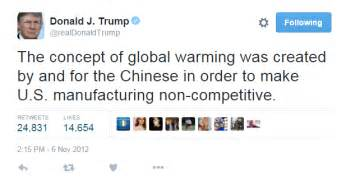 Donald J. Trump
@realDonaldTrump
Following
The concept of global warming was created
by and for the Chinese in order to make
U.S. manufacturing non-competitive.
RETWEETS LIKES
24,831 14,654
2:15 PM - 6 Nov 2012